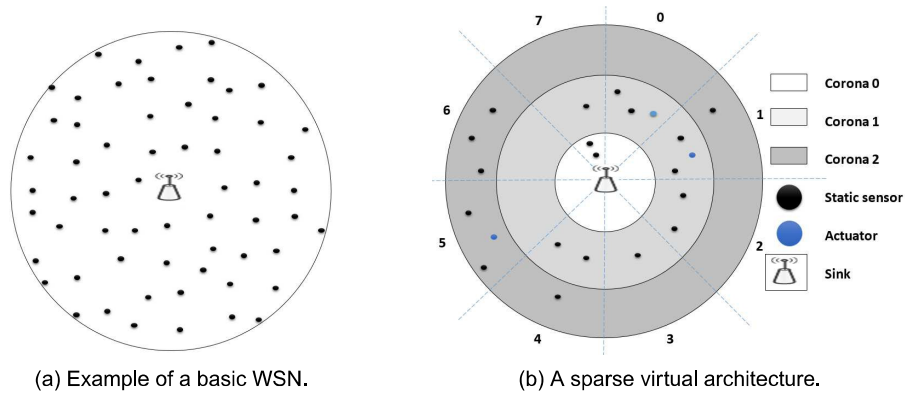 7
0
6
1
5
2
4
3
Corona 0
Corona 1
Corona 2
Static sensor
Actuator
Sink
(a) Example of a basic WSN.
(b) A sparse virtual architecture.